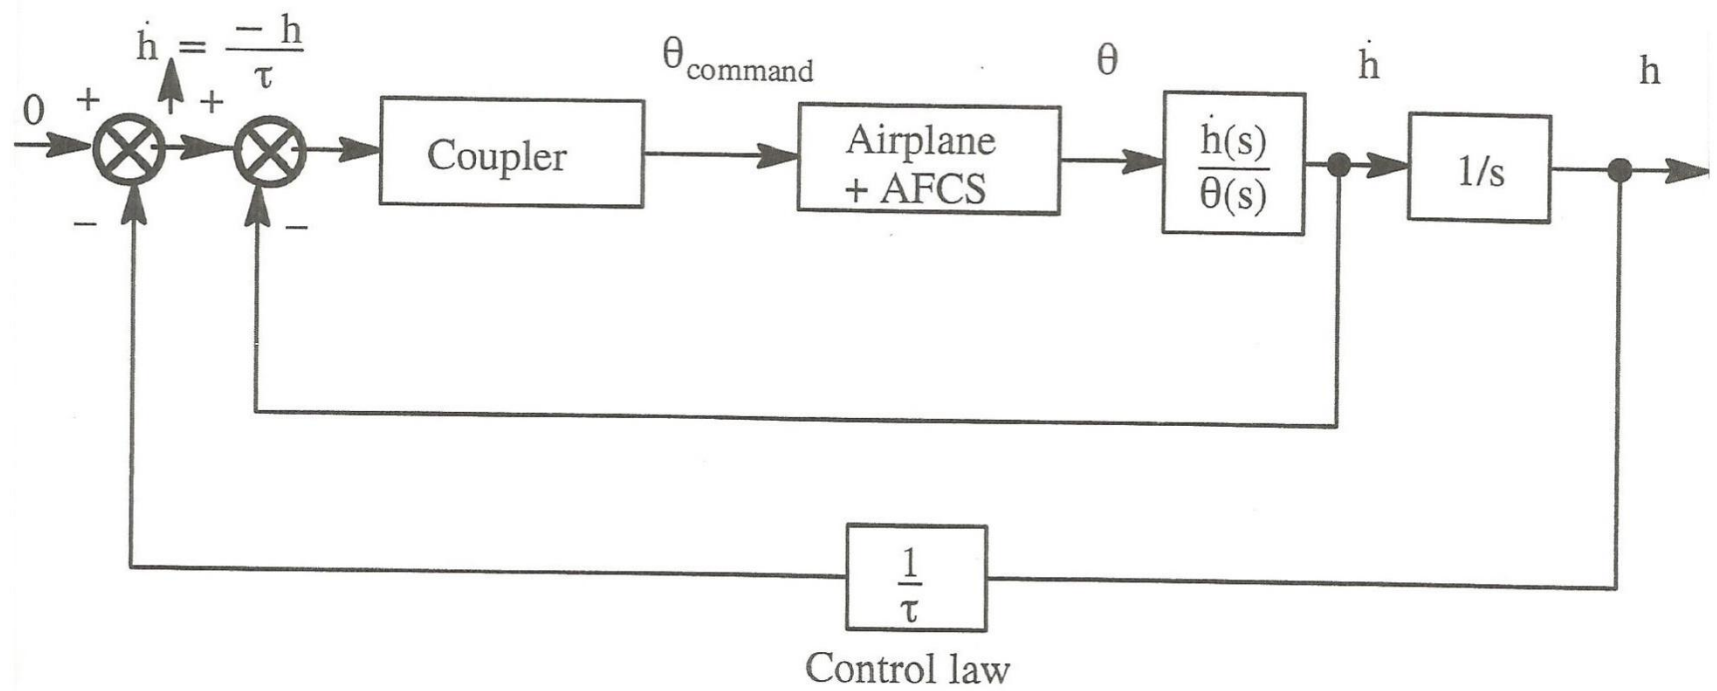 ḣ = − h / τ
θcommand
θ
ḣ
h
0
+
+
Coupler
Airplane
+ AFCS
ḣ(s)
θ(s)
1/s
−
−
1
τ
Control law